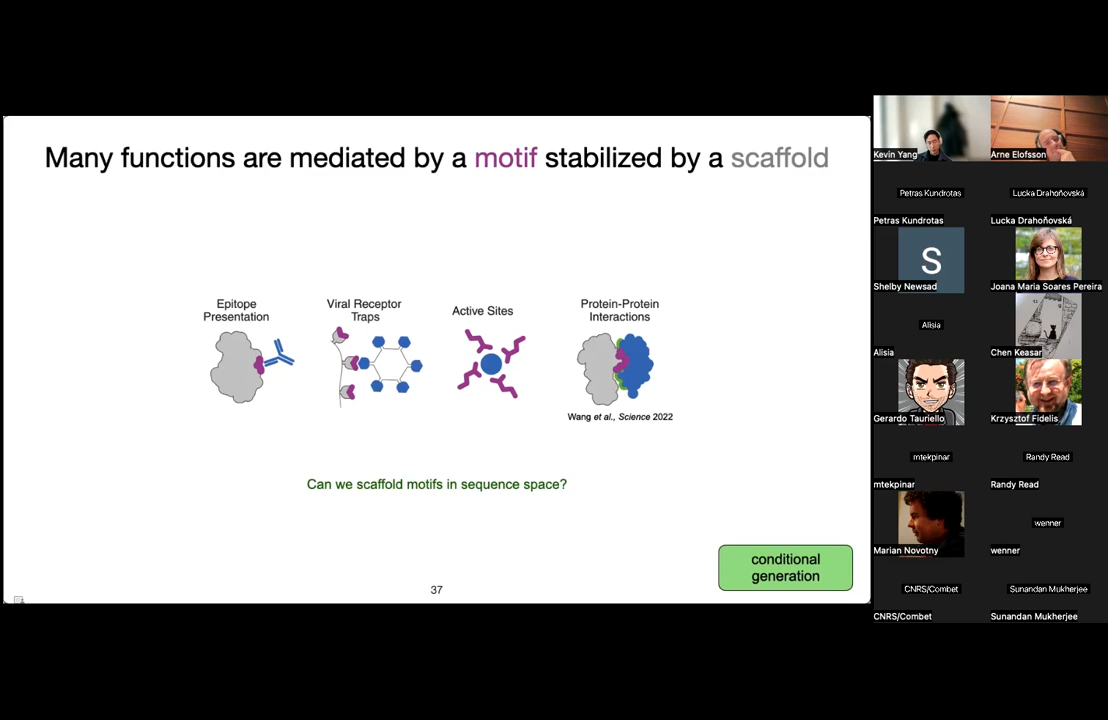 Many functions are mediated by a motif stabilized by a scaffold
Epitope
Presentation
Viral Receptor
Traps
Active Sites
Protein-Protein
Interactions
Wang et al., Science 2022
Can we scaffold motifs in sequence space?
conditional
generation
37
Kevin Yang
Arne Elofsson
Petras Kundrotas
Lucka Drahoňovská
Petras Kundrotas
Lucka Drahoňovská
S
Shelby Newsad
Joana Maria Soares Pereira
Alisia
Alisia
Chen Keasar
Gerardo Tauriello
Krzysztof Fidelis
mtekpinar
Randy Read
mtekpinar
Randy Read
wenner
Marian Novotny
wenner
CNRS/Combet
Sunandan Mukherjee
CNRS/Combet
Sunandan Mukherjee